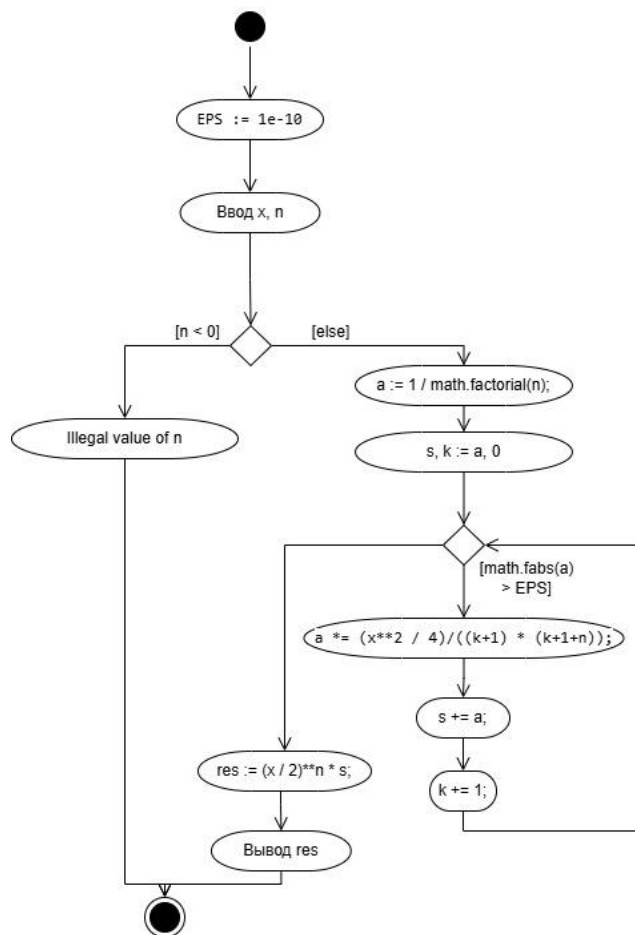 EPS := 1e-10
Ввод x, n
[n < 0]
[else]
a := 1 / math.factorial(n);
Illegal value of n
s, k := a, 0
[math.fabs(a)
> EPS]
a *= (x**2 / 4)/((k+1) * (k+1+n));
s += a;
res := (x / 2)**n * s;
k += 1;
Вывод res